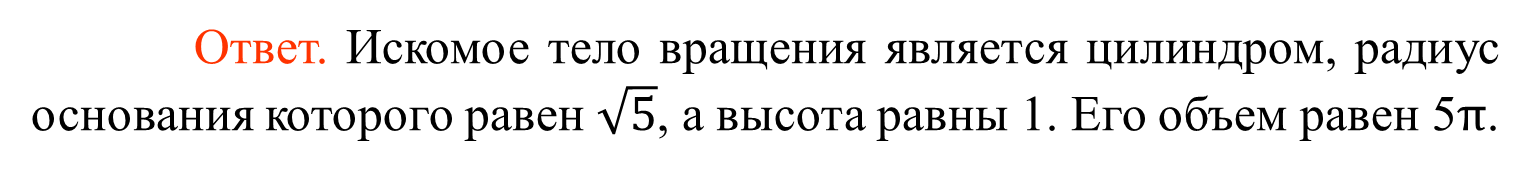 Ответ. Искомое тело вращения является цилиндром, радиус
основания которого равен √5, а высота равны 1. Его объем равен 5π.